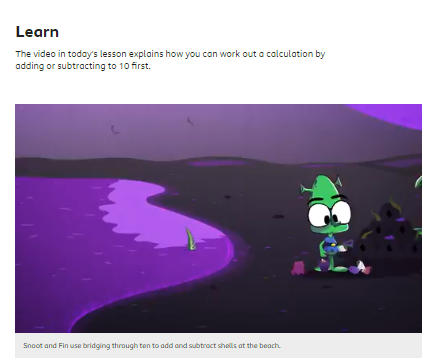 Learn
The video in today's lesson explains how you can work out a calculation by
adding or subtracting to 10 first.
Snoot and Fin use bridging through ten to add and subtract shells at the beach.